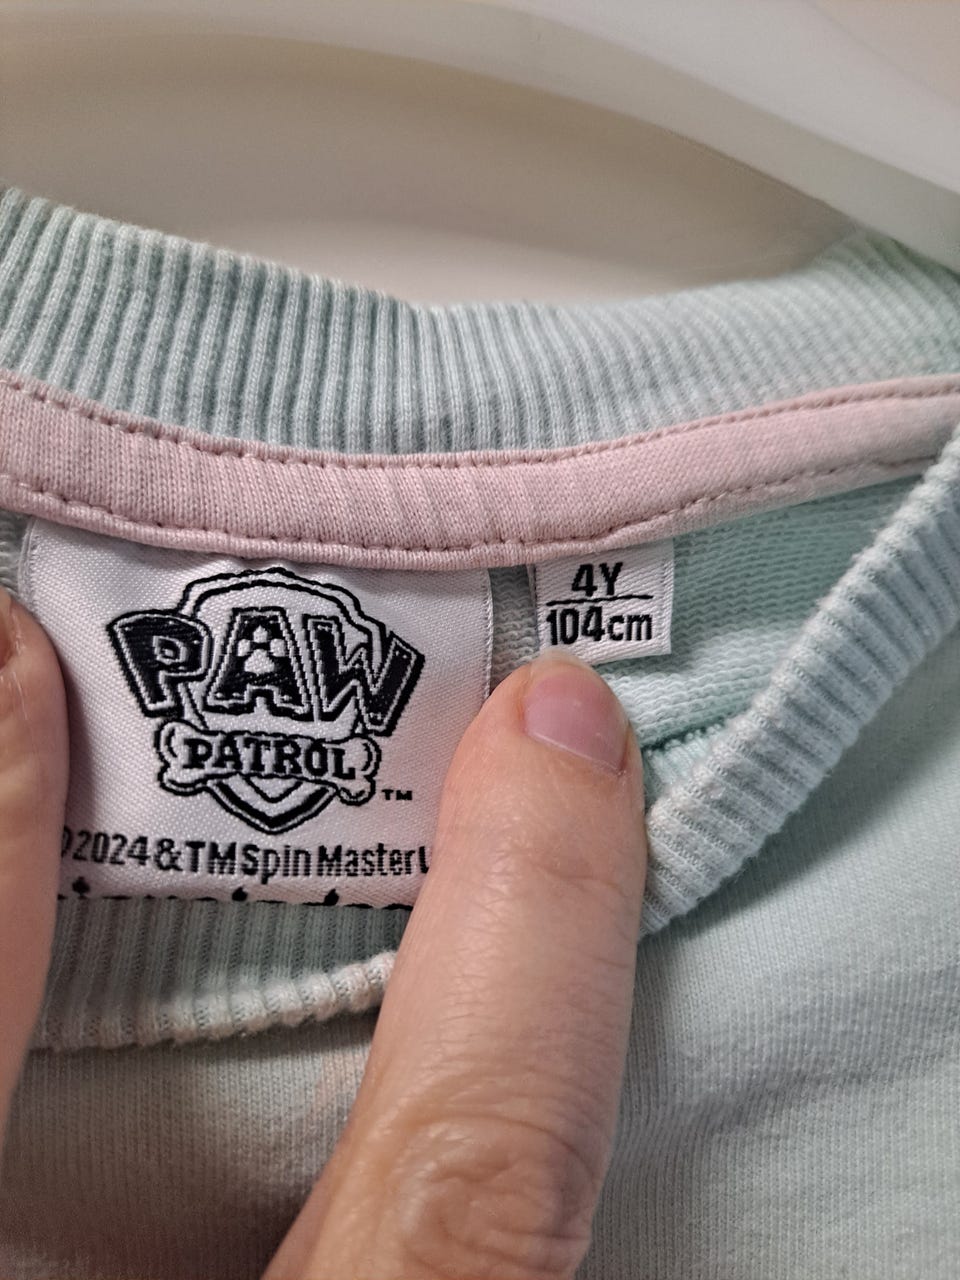 PAW
PATROL
™
2024 & TM Spin Master
4Y
104cm